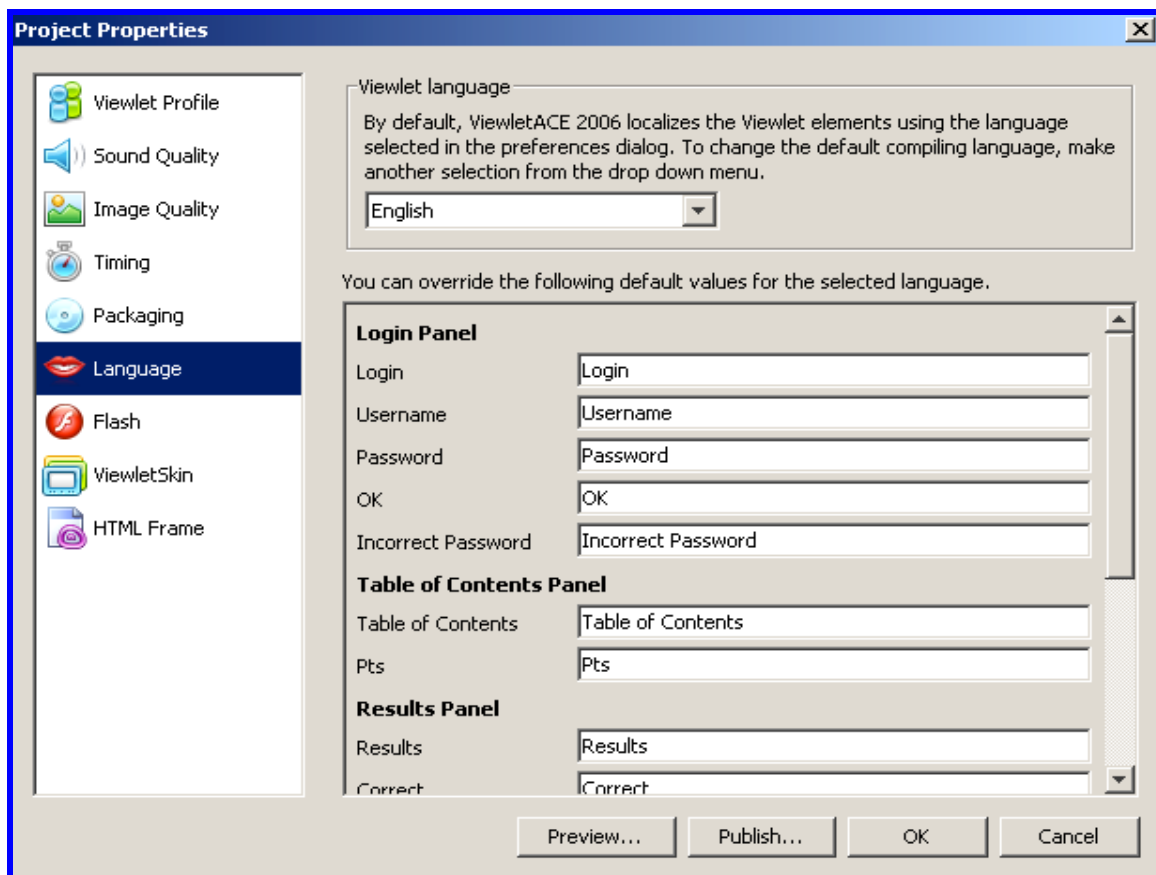 Project Properties
Viewlet Profile
Sound Quality
Image Quality
Timing
Packaging
Language
Flash
ViewletSkin
HTML Frame
Viewlet language
By default, ViewletACE 2006 localizes the Viewlet elements using the language
selected in the preferences dialog. To change the default compiling language, make
another selection from the drop down menu.
English
You can override the following default values for the selected language.
Login Panel
Login Login
Username Username
Password Password
OK OK
Incorrect Password Incorrect Password
Table of Contents Panel
Table of Contents Table of Contents
Pts Pts
Results Panel
Results Results
Correct Correct
Preview... Publish... OK Cancel